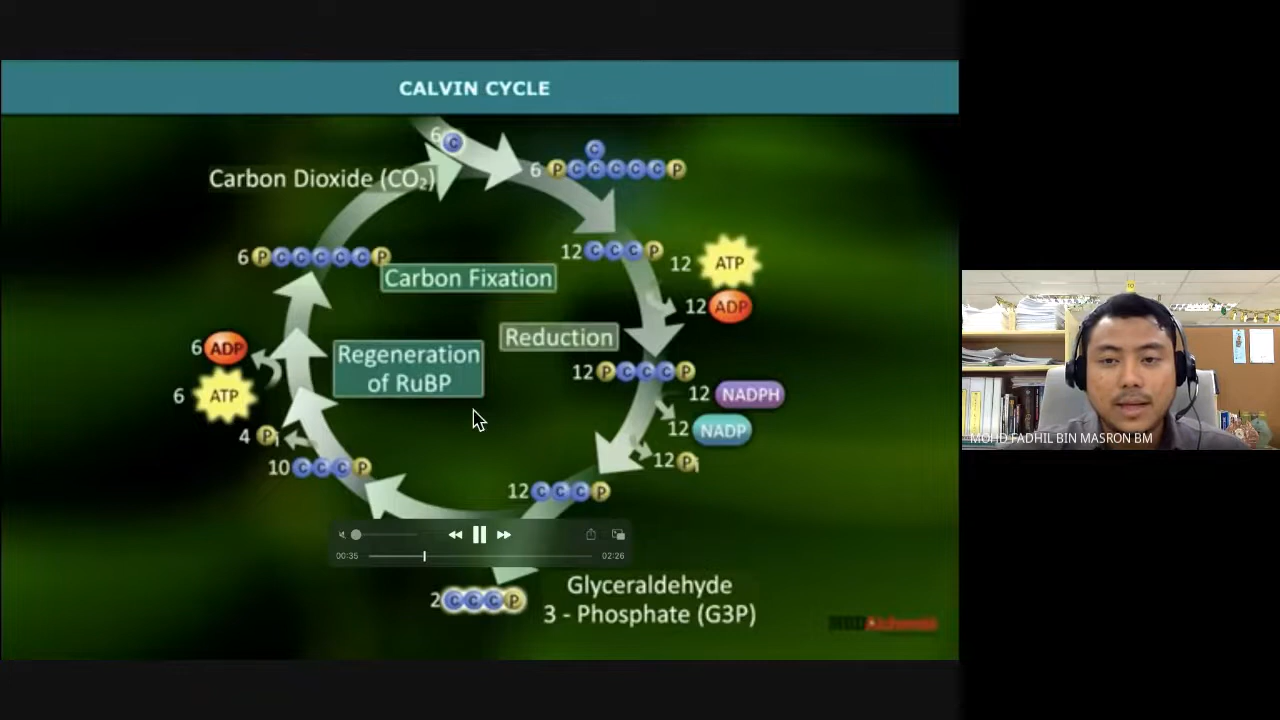 CALVIN CYCLE
6 C
Carbon Dioxide (CO₂)
C
6 P C C C C C P
6 P C C C C C P
12 C C C P
12 ATP
Carbon Fixation
12 ADP
Reduction
6 ADP
Regeneration
of RuBP
12 P C C C P
6 ATP
12 NADPH
12 NADP
4 Pi
12 Pi
10 C C C P
12 C C C P
00:35
02:26
2 C C C P
Glyceraldehyde
3 - Phosphate (G3P)
MOHD FADHIL BIN MASRON BM